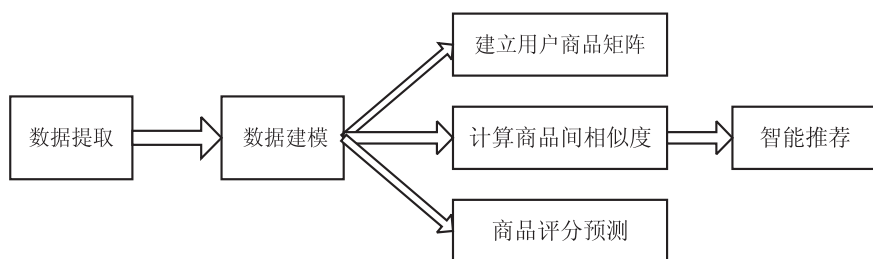 建立用户商品矩阵
数据提取
数据建模
计算商品间相似度
智能推荐
商品评分预测